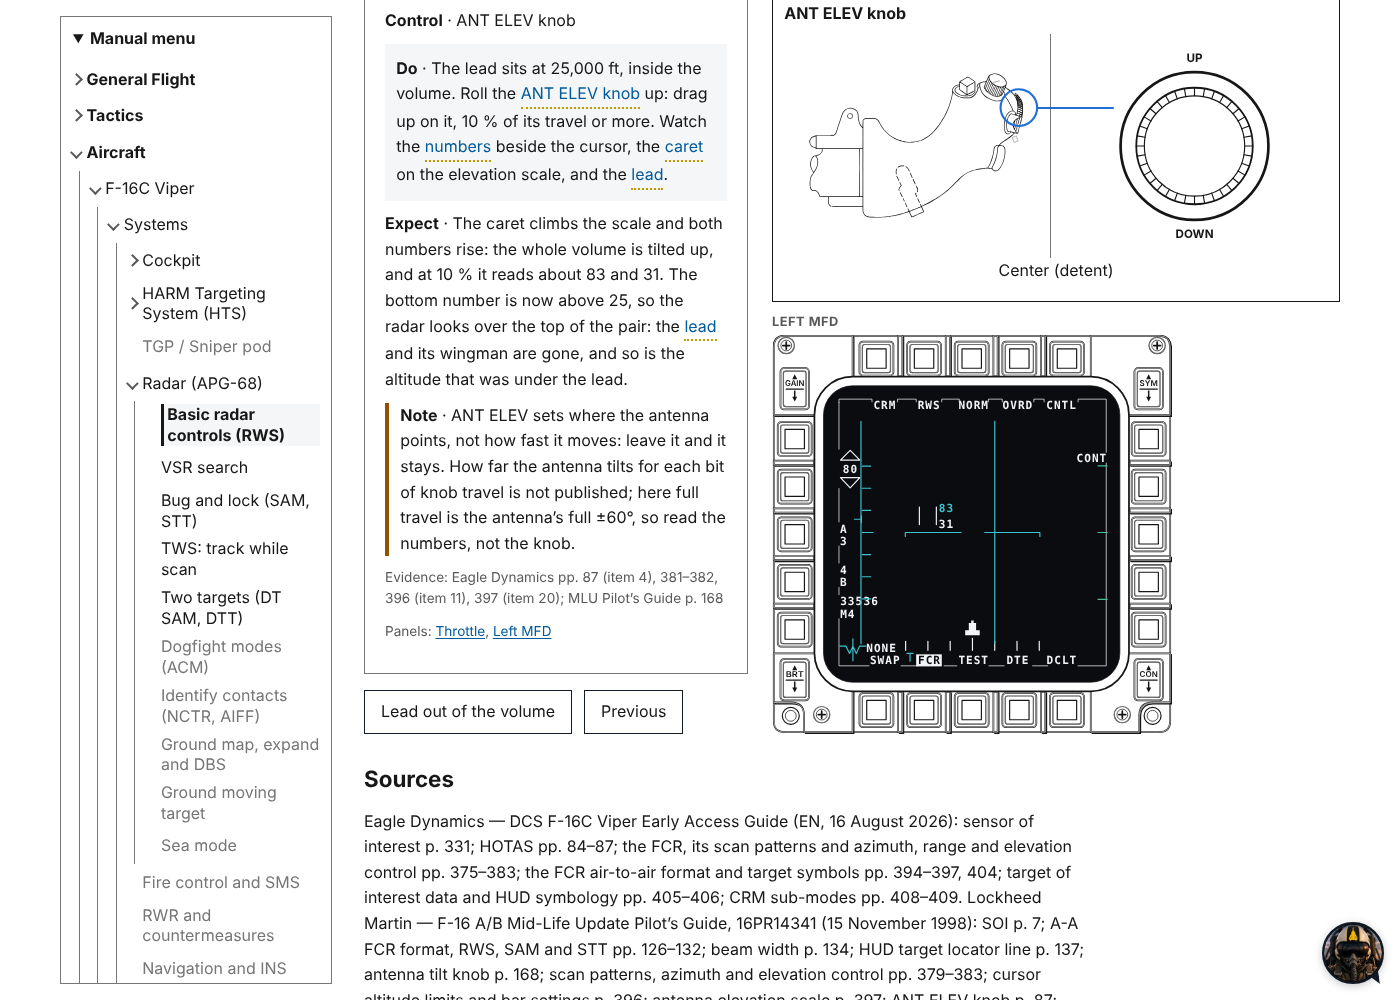 Manual menu
General Flight
Tactics
Aircraft
F-16C Viper
Systems
Cockpit
HARM Targeting
System (HTS)
TGP / Sniper pod
Radar (APG-68)
Basic radar
controls (RWS)
VSR search
Bug and lock (SAM,
STT)
TWS: track while
scan
Two targets (DT
SAM, DTT)
Dogfight modes
(ACM)
Identify contacts
(NCTR, AIFF)
Ground map, expand
and DBS
Ground moving
target
Sea mode
Fire control and SMS
RWR and
countermeasures
Navigation and INS
Control · ANT ELEV knob
Do · The lead sits at 25,000 ft, inside the
volume. Roll the ANT ELEV knob up: drag
up on it, 10 % of its travel or more. Watch
the numbers beside the cursor, the caret
on the elevation scale, and the lead.
Expect · The caret climbs the scale and both
numbers rise: the whole volume is tilted up,
and at 10 % it reads about 83 and 31. The
bottom number is now above 25, so the
radar looks over the top of the pair: the lead
and its wingman are gone, and so is the
altitude that was under the lead.
Note · ANT ELEV sets where the antenna
points, not how fast it moves: leave it and it
stays. How far the antenna tilts for each bit
of knob travel is not published; here full
travel is the antenna’s full ±60°, so read the
numbers, not the knob.
Evidence: Eagle Dynamics pp. 87 (item 4), 381–382,
396 (item 11), 397 (item 20); MLU Pilot’s Guide p. 168
Panels: Throttle, Left MFD
Lead out of the volume
Previous
ANT ELEV knob
UP
DOWN
Center (detent)
LEFT MFD
GAIN
SYM
BRT
CON
CRM RWS NORM OVRD CNTL
CONT
80
83
31
A
3
4
B
33536
M4
NONE
SWAP T FCR TEST DTE DCLT
Sources
Eagle Dynamics — DCS F-16C Viper Early Access Guide (EN, 16 August 2026): sensor of
interest p. 331; HOTAS pp. 84–87; the FCR, its scan patterns and azimuth, range and elevation
control pp. 375–383; the FCR air-to-air format and target symbols pp. 394–397, 404; target of
interest data and HUD symbology pp. 405–406; CRM sub-modes pp. 408–409. Lockheed
Martin — F-16 A/B Mid-Life Update Pilot’s Guide, 16PR14341 (15 November 1998): SOI p. 7; A-A
FCR format, RWS, SAM and STT pp. 126–132; beam width p. 134; HUD target locator line p. 137;
antenna tilt knob p. 168; scan patterns, azimuth and elevation control pp. 379–383; cursor
altitude limits and bar settings p. 396; antenna elevation scale p. 397; ANT ELEV knob p. 87;